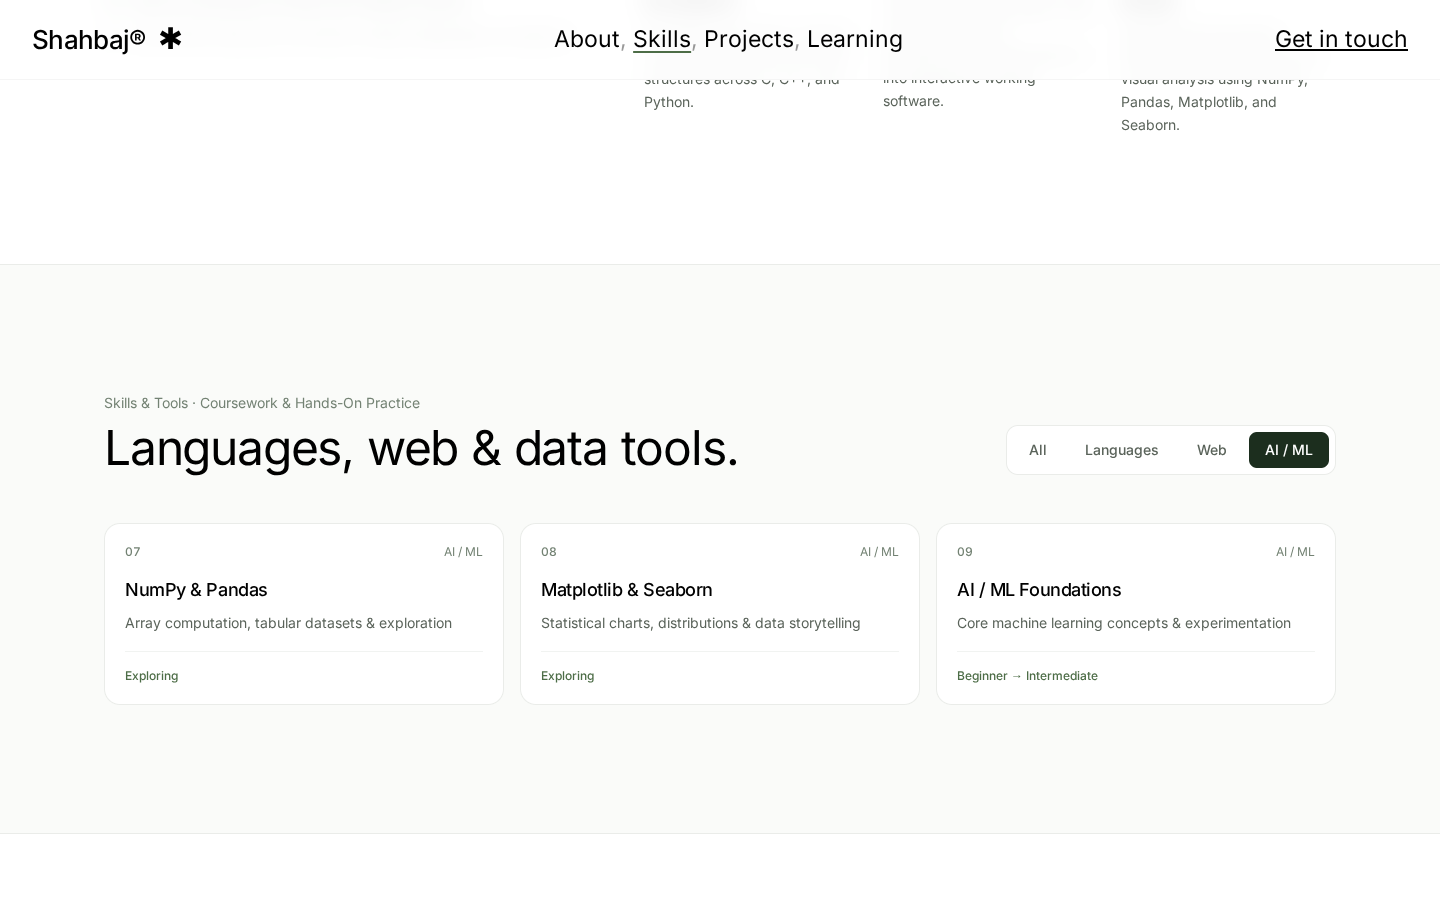 Shahbaj® ✱
About, Skills, Projects, Learning
Get in touch
structures across C, C++, and
Python.
into interactive working
software.
visual analysis using NumPy,
Pandas, Matplotlib, and
Seaborn.
Skills & Tools · Coursework & Hands-On Practice
Languages, web & data tools.
All
Languages
Web
AI / ML
07
AI / ML
NumPy & Pandas
Array computation, tabular datasets & exploration
Exploring
08
AI / ML
Matplotlib & Seaborn
Statistical charts, distributions & data storytelling
Exploring
09
AI / ML
AI / ML Foundations
Core machine learning concepts & experimentation
Beginner → Intermediate